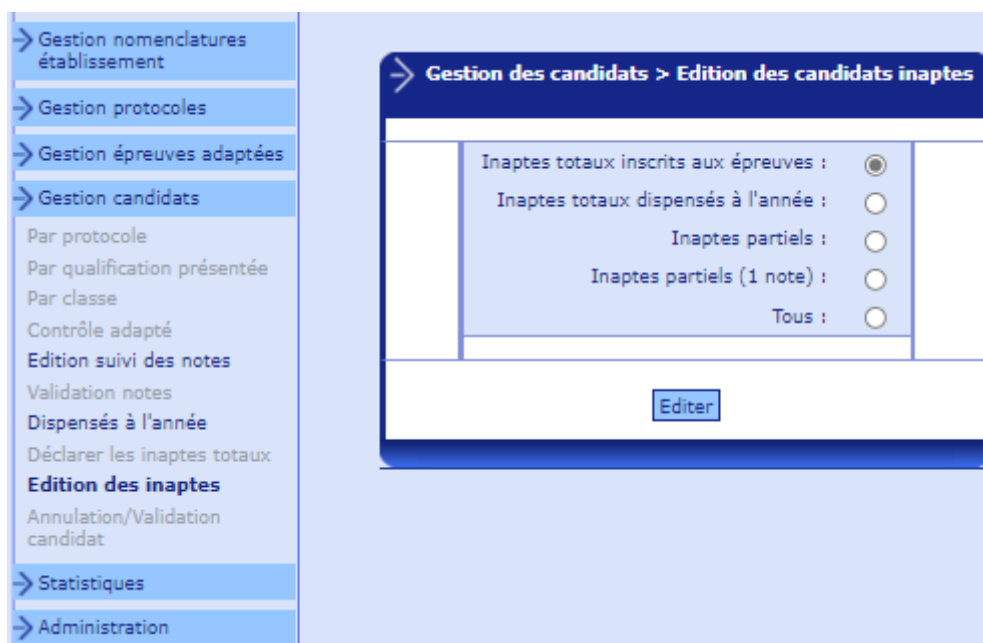 Gestion nomenclatures
établissement
Gestion protocoles
Gestion épreuves adaptées
Gestion candidats
Par protocole
Par qualification présentée
Par classe
Contrôle adapté
Edition suivi des notes
Validation notes
Dispensés à l'année
Déclarer les inaptes totaux
Edition des inaptes
Annulation/Validation
candidat
Statistiques
Administration
Gestion des candidats > Edition des candidats inaptes
Inaptes totaux inscrits aux épreuves :
Inaptes totaux dispensés à l'année :
Inaptes partiels :
Inaptes partiels (1 note) :
Tous :
Editer